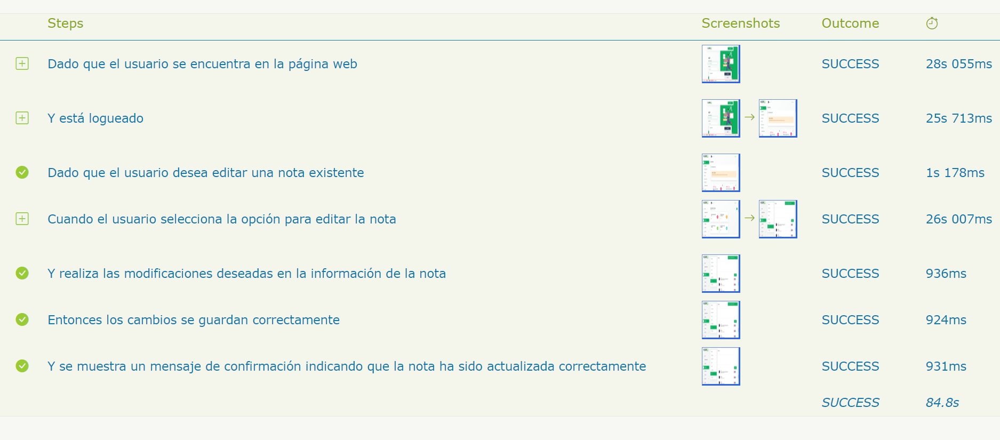 Steps Screenshots Outcome
Dado que el usuario se encuentra en la página web SUCCESS 28s 055ms
Y está logueado SUCCESS 25s 713ms
Dado que el usuario desea editar una nota existente SUCCESS 1s 178ms
Cuando el usuario selecciona la opción para editar la nota SUCCESS 26s 007ms
Y realiza las modificaciones deseadas en la información de la nota SUCCESS 936ms
Entonces los cambios se guardan correctamente SUCCESS 924ms
Y se muestra un mensaje de confirmación indicando que la nota ha sido actualizada correctamente SUCCESS 931ms
SUCCESS 84.8s